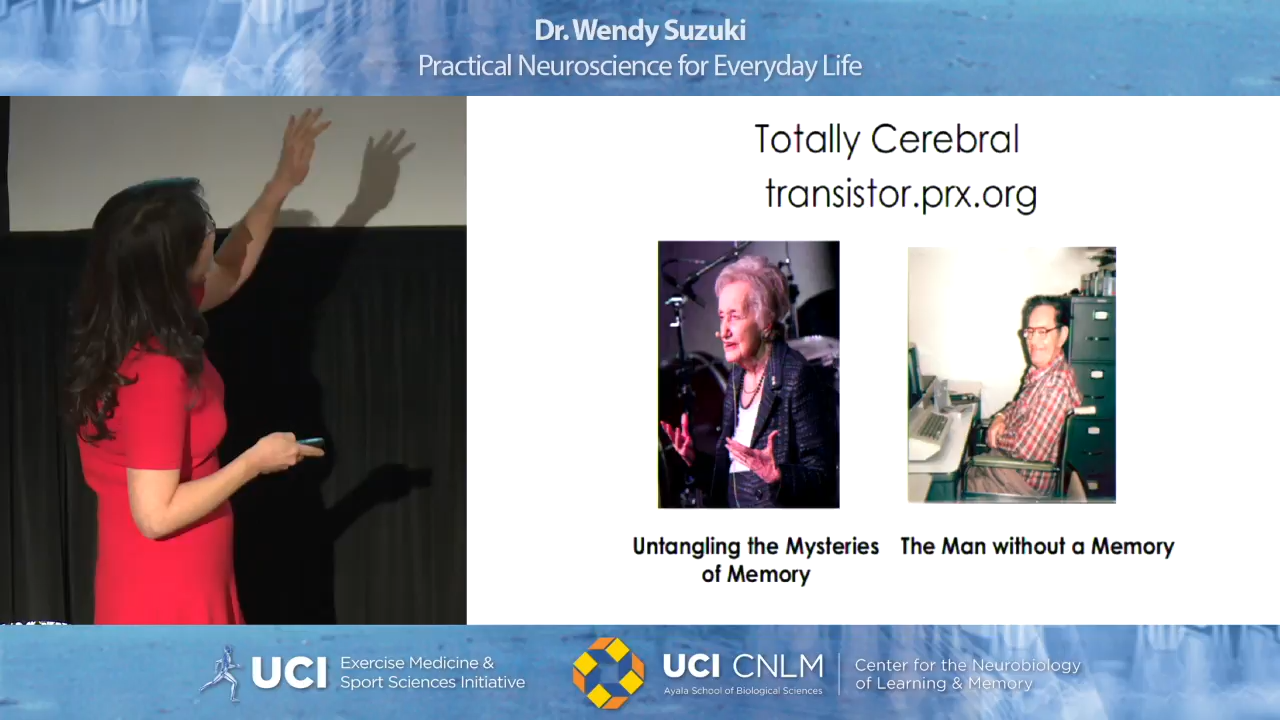 Dr. Wendy Suzuki
Practical Neuroscience for Everyday Life
Totally Cerebral
transistor.prx.org
Untangling the Mysteries
of Memory
The Man without a Memory
UCI
Exercise Medicine &
Sport Sciences Initiative
UCI CNLM
Ayala School of Biological Sciences
Center for the Neurobiology
of Learning & Memory